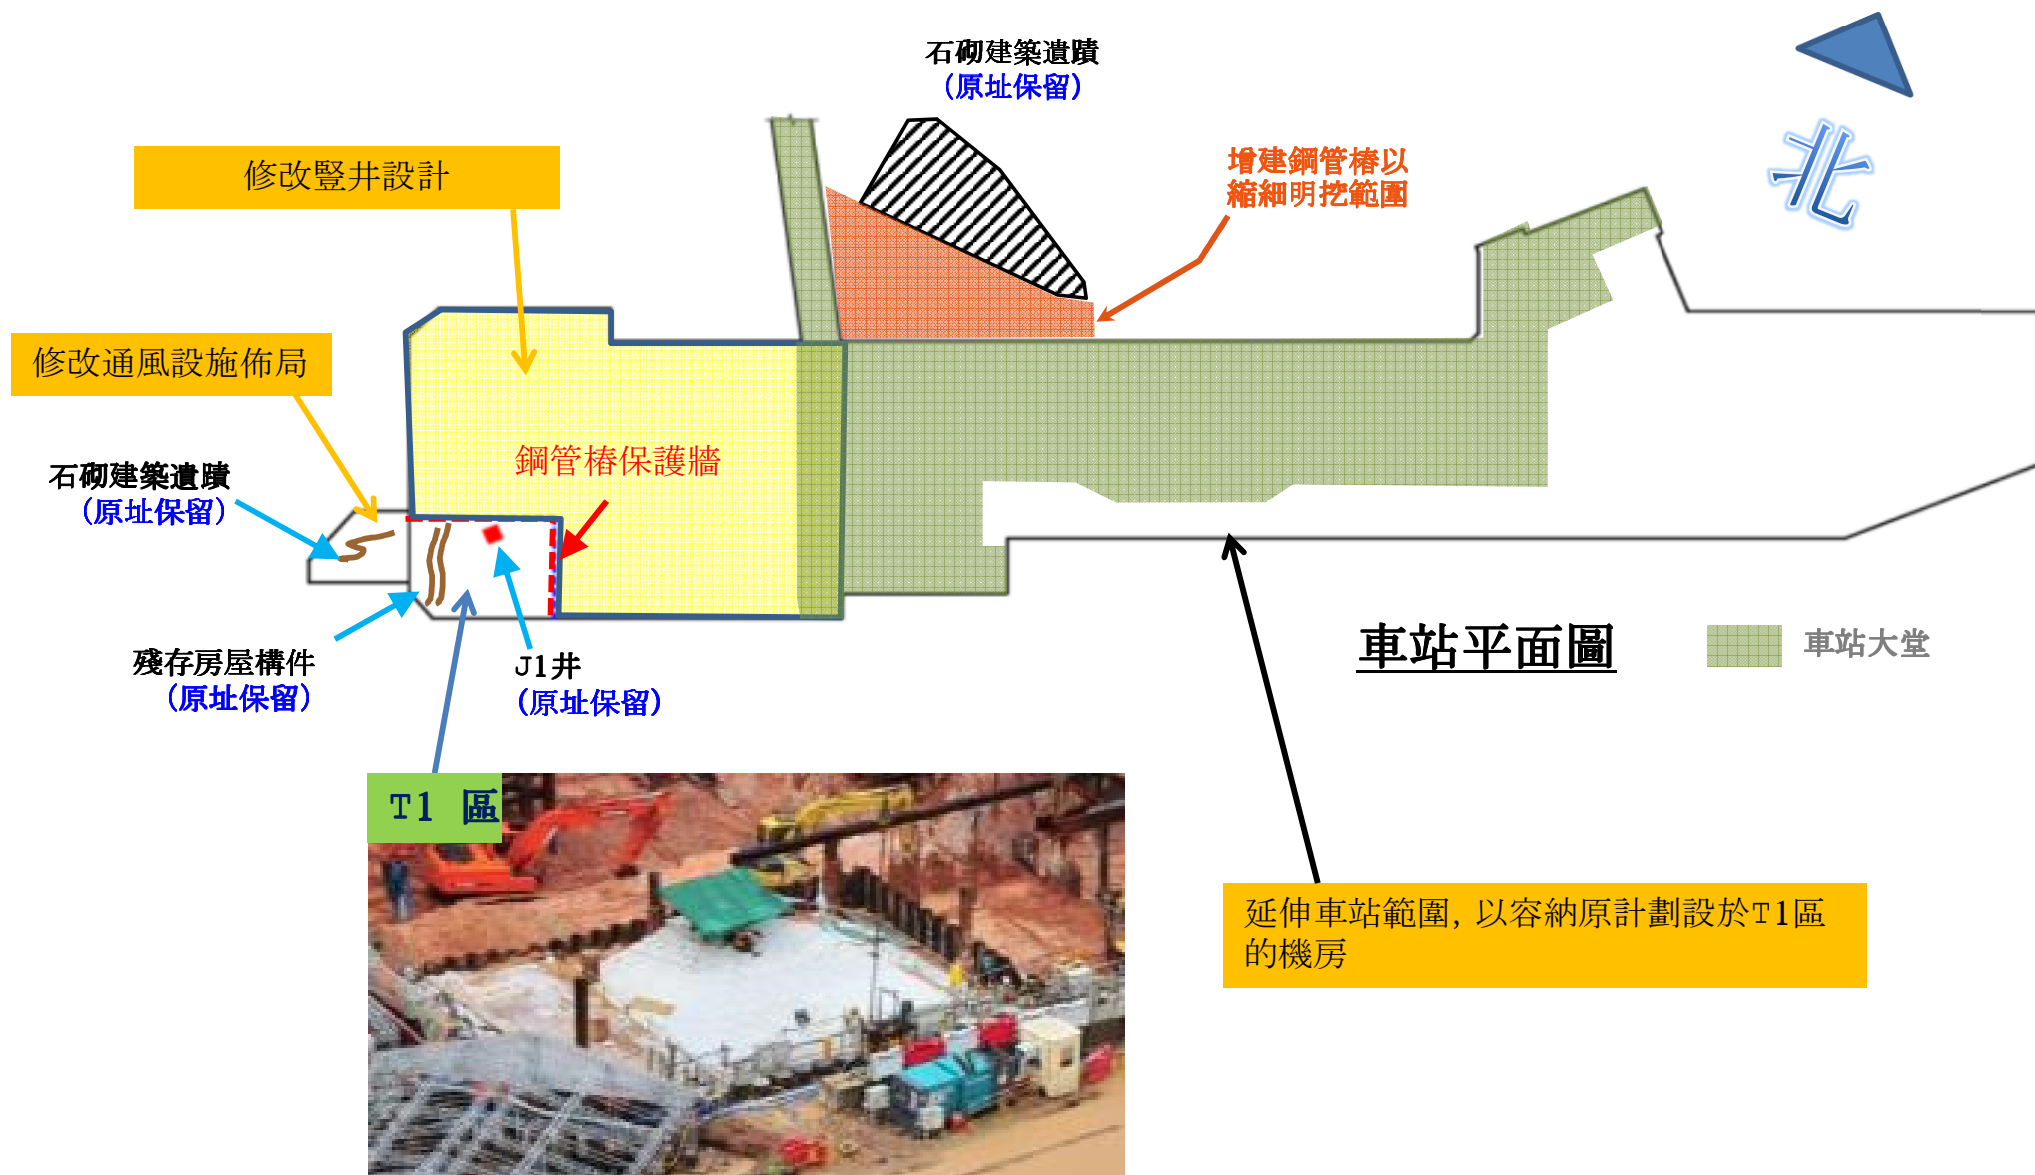 石砌建築遺蹟
(原址保留)
北
修改豎井設計
增建鋼管樁以
縮細明挖範圍
修改通風設施佈局
鋼管樁保護牆
石砌建築遺蹟
(原址保留)
殘存房屋構件
(原址保留)
J1井
(原址保留)
車站平面圖
車站大堂
T1 區
延伸車站範圍, 以容納原計劃設於T1區
的機房